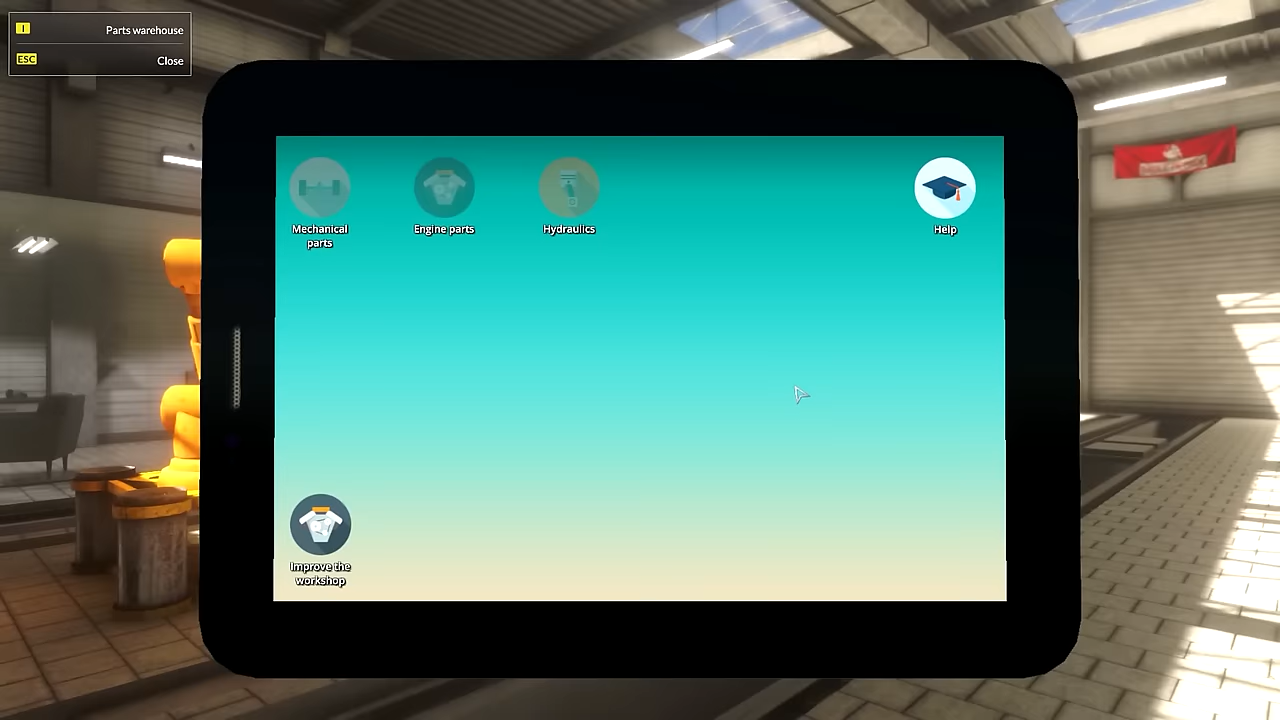 I Parts warehouse
ESC Close
Mechanical
parts
Engine parts
Hydraulics
Help
Improve the
workshop